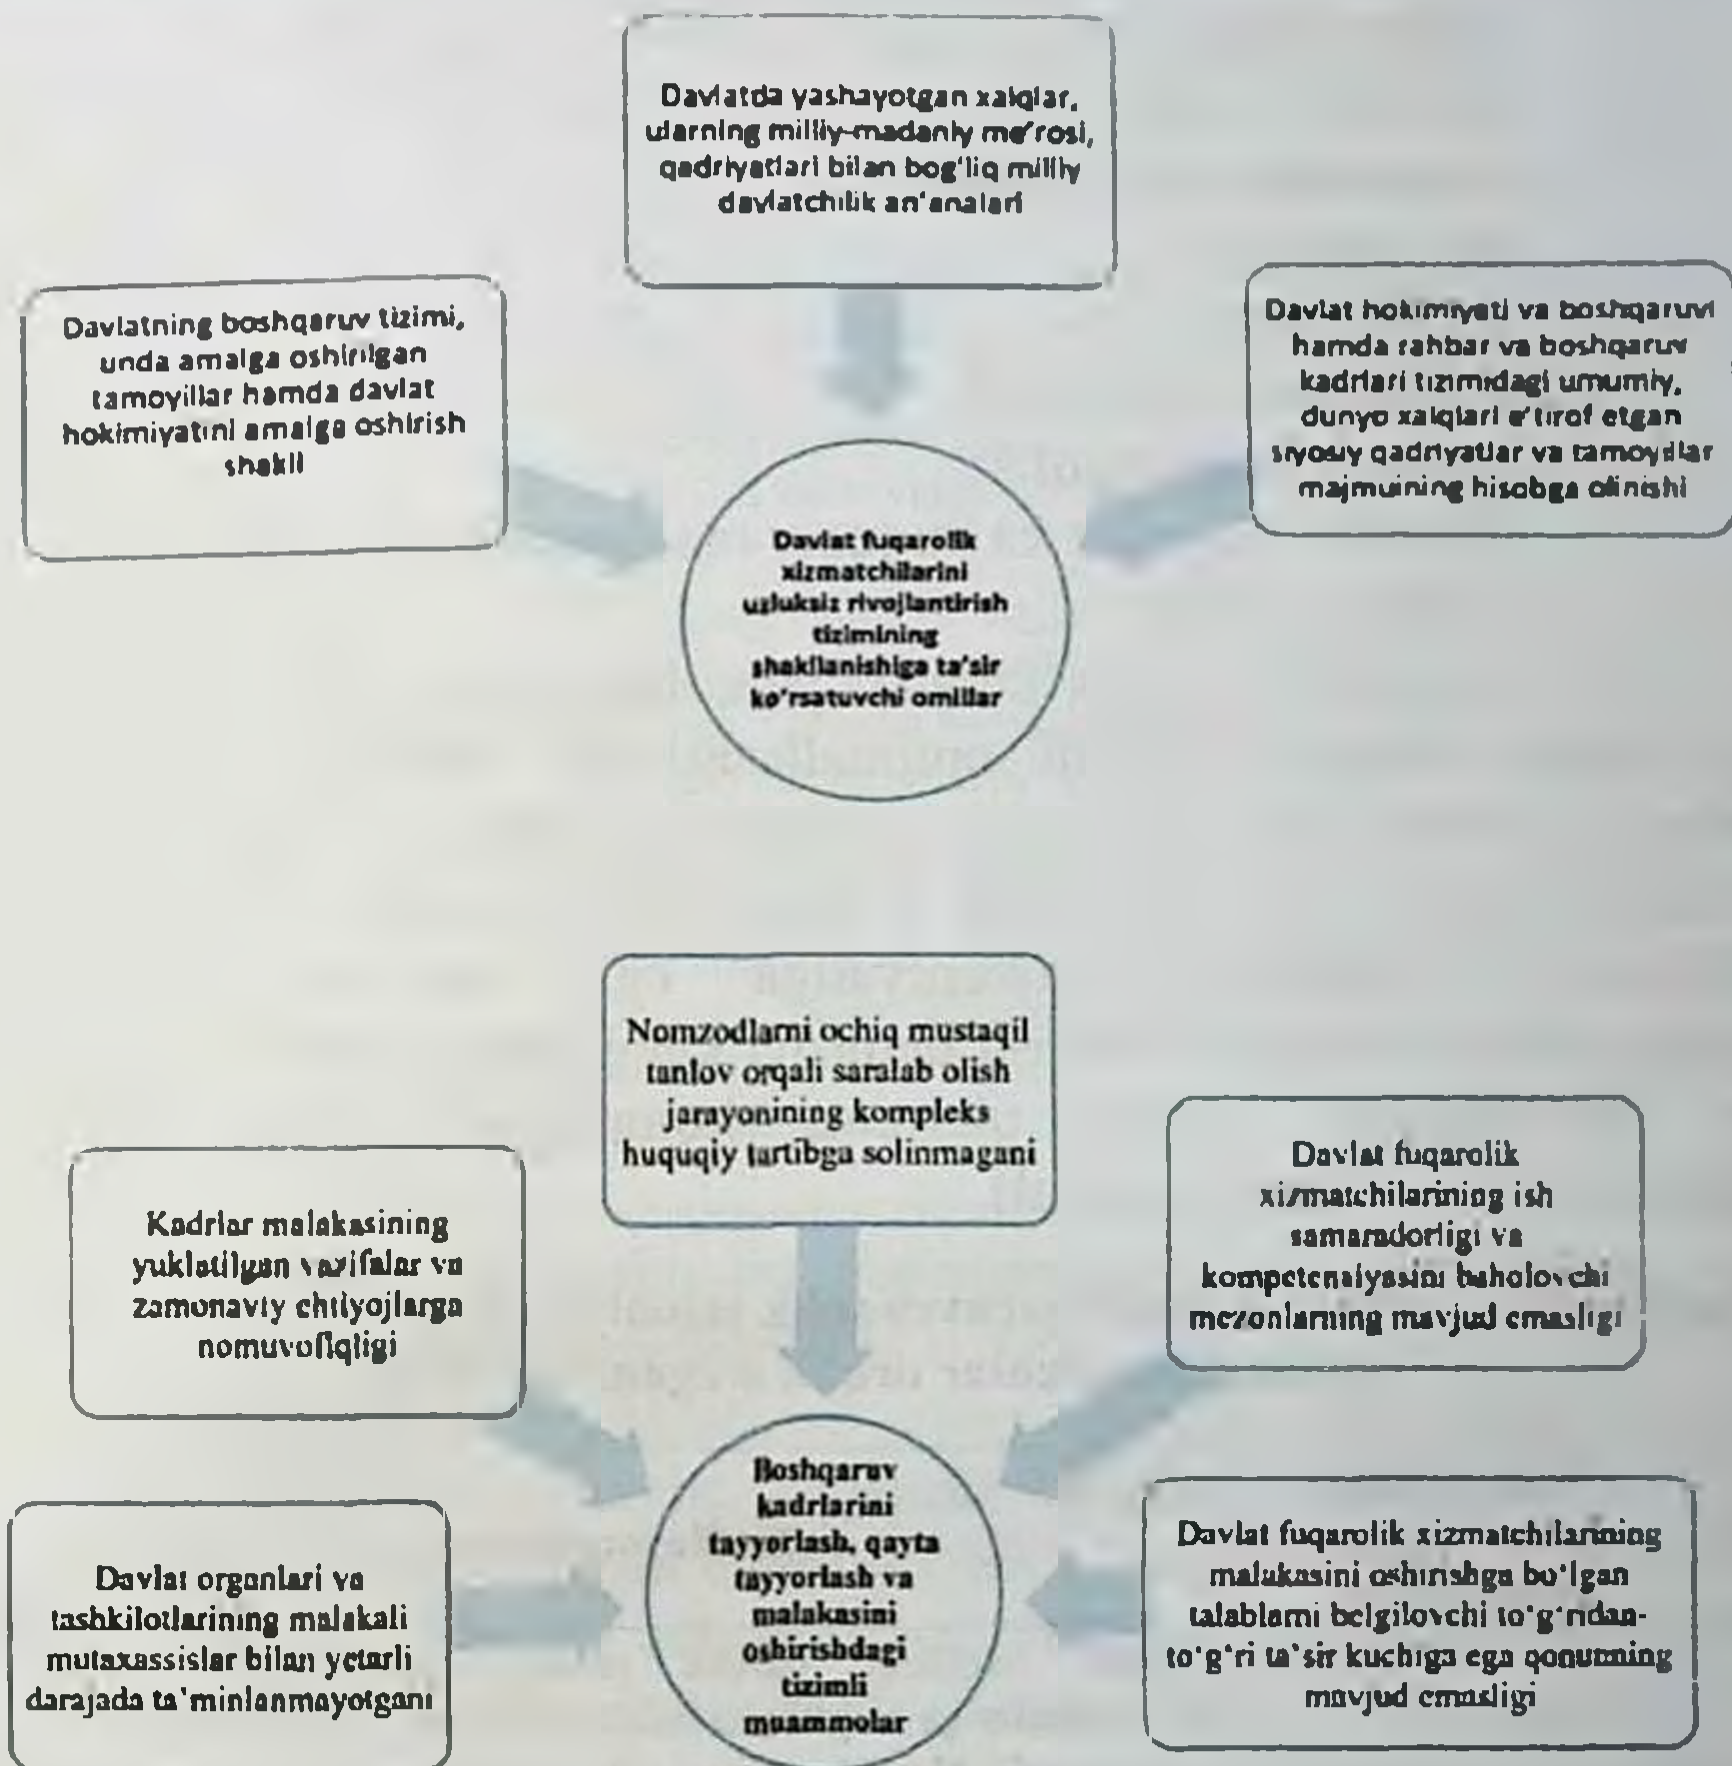 Davlatda yashayotgan xalqlar,
ularning milliy-madaniy me'rosi,
qadriyatlari bilan bog'liq milliy
davlatchilik an'analari
Davlatning boshqaruv tizimi,
unda amalga oshirilgan
tamoyillar hamda davlat
hokimiyatini amalga oshirish
shakli
Davlat hokimiyati va boshqaruvi
hamda rahbar va boshqaruv
kadrlari tizimidagi umumiy,
dunyo xalqlari e'tirof etgan
siyosiy qadriyatlar va tamoyillar
majmuining hisobga olinishi
Davlat fuqarolik
xizmatchilarini
uzluksiz rivojlantirish
tizimining
shakllanishiga ta'sir
ko'rsatuvchi omillar
Nomzodlarni ochiq mustaqil
tanlov orqali saralab olish
jarayonining kompleks
huquqiy tartibga solinmagani
Kadrlar malakasining
yuklatilgan vazifalar va
zamonaviy ehtiyojlarga
nomuvofiqligi
Davlat fuqarolik
xizmatchilarining ish
samaradorligi va
kompetensiyasini baholovchi
mezonlarning mavjud emasligi
Davlat organlari va
tashkilotlarining malakali
mutaxassislar bilan yetarli
darajada ta'minlanmayotgani
Boshqaruv
kadrlarini
tayyorlash, qayta
tayyorlash va
malakasini
oshirishdagi
tizimli
muammolar
Davlat fuqarolik xizmatchilarining
malakasini oshirishga bo'lgan
talablarni belgilovchi to'g'ridan-
to'g'ri ta'sir kuchiga ega qonunning
mavjud emasligi